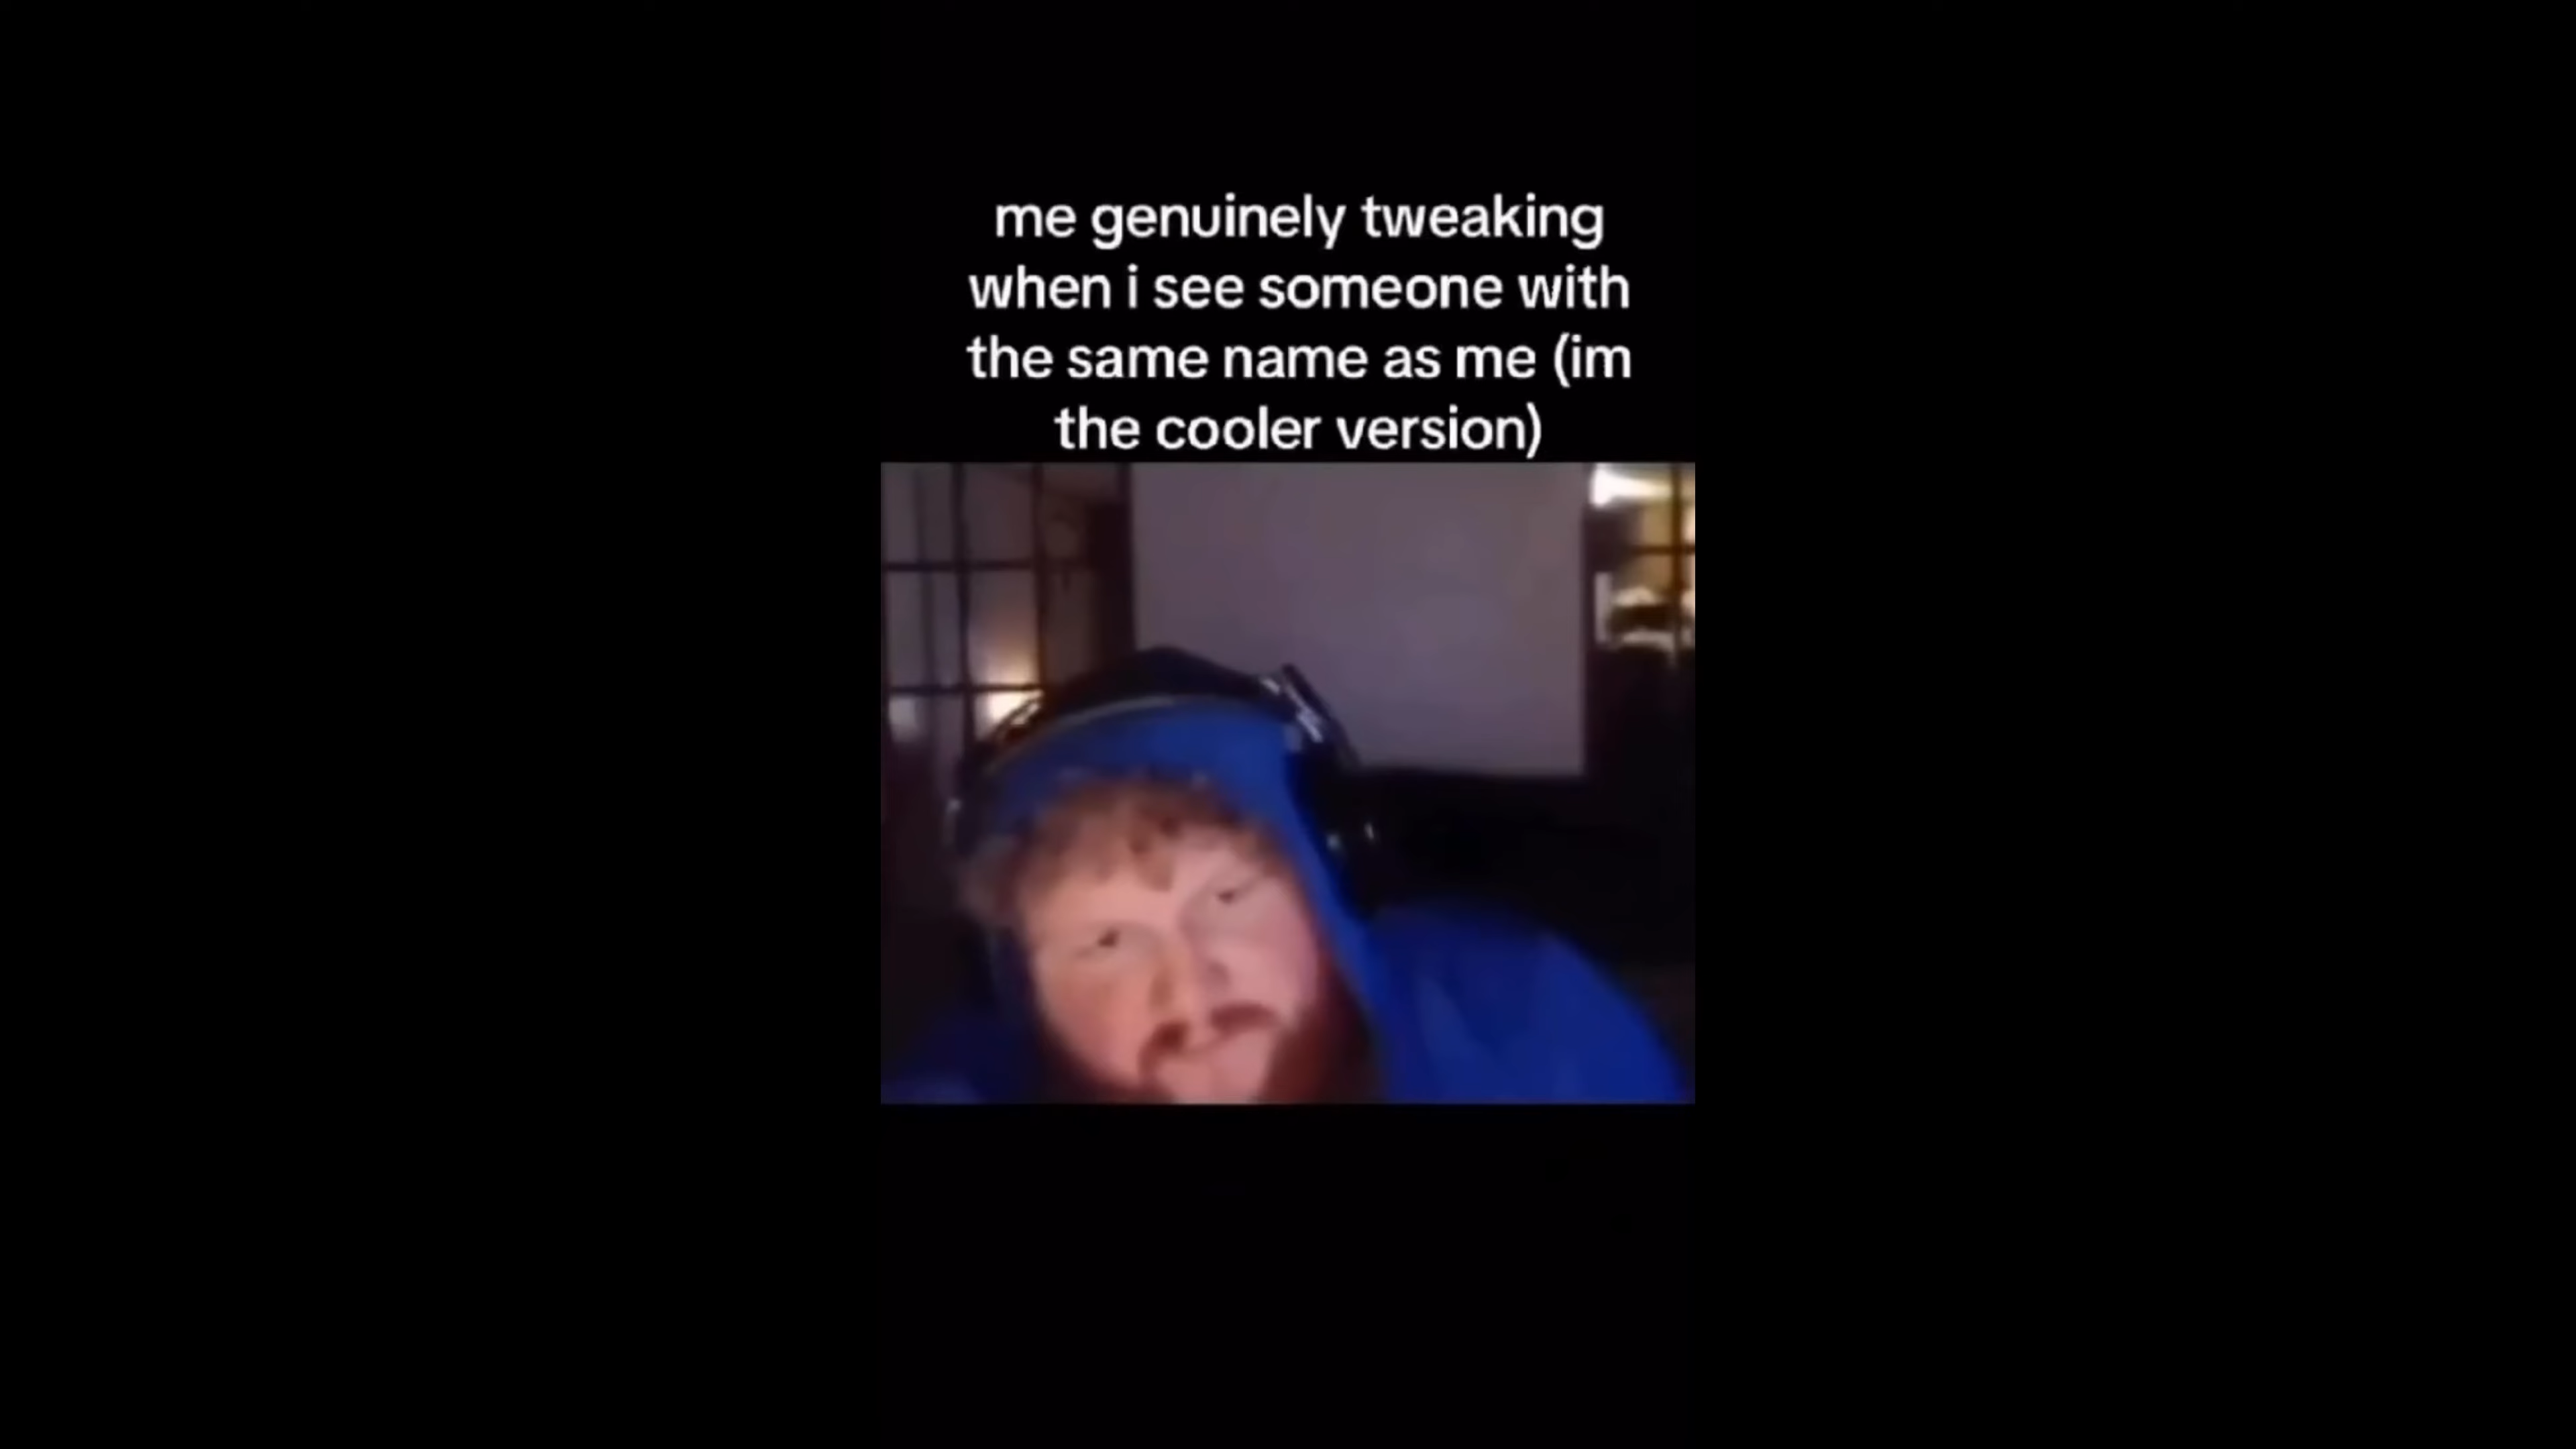 me genuinely tweaking
when i see someone with
the same name as me (im
the cooler version)